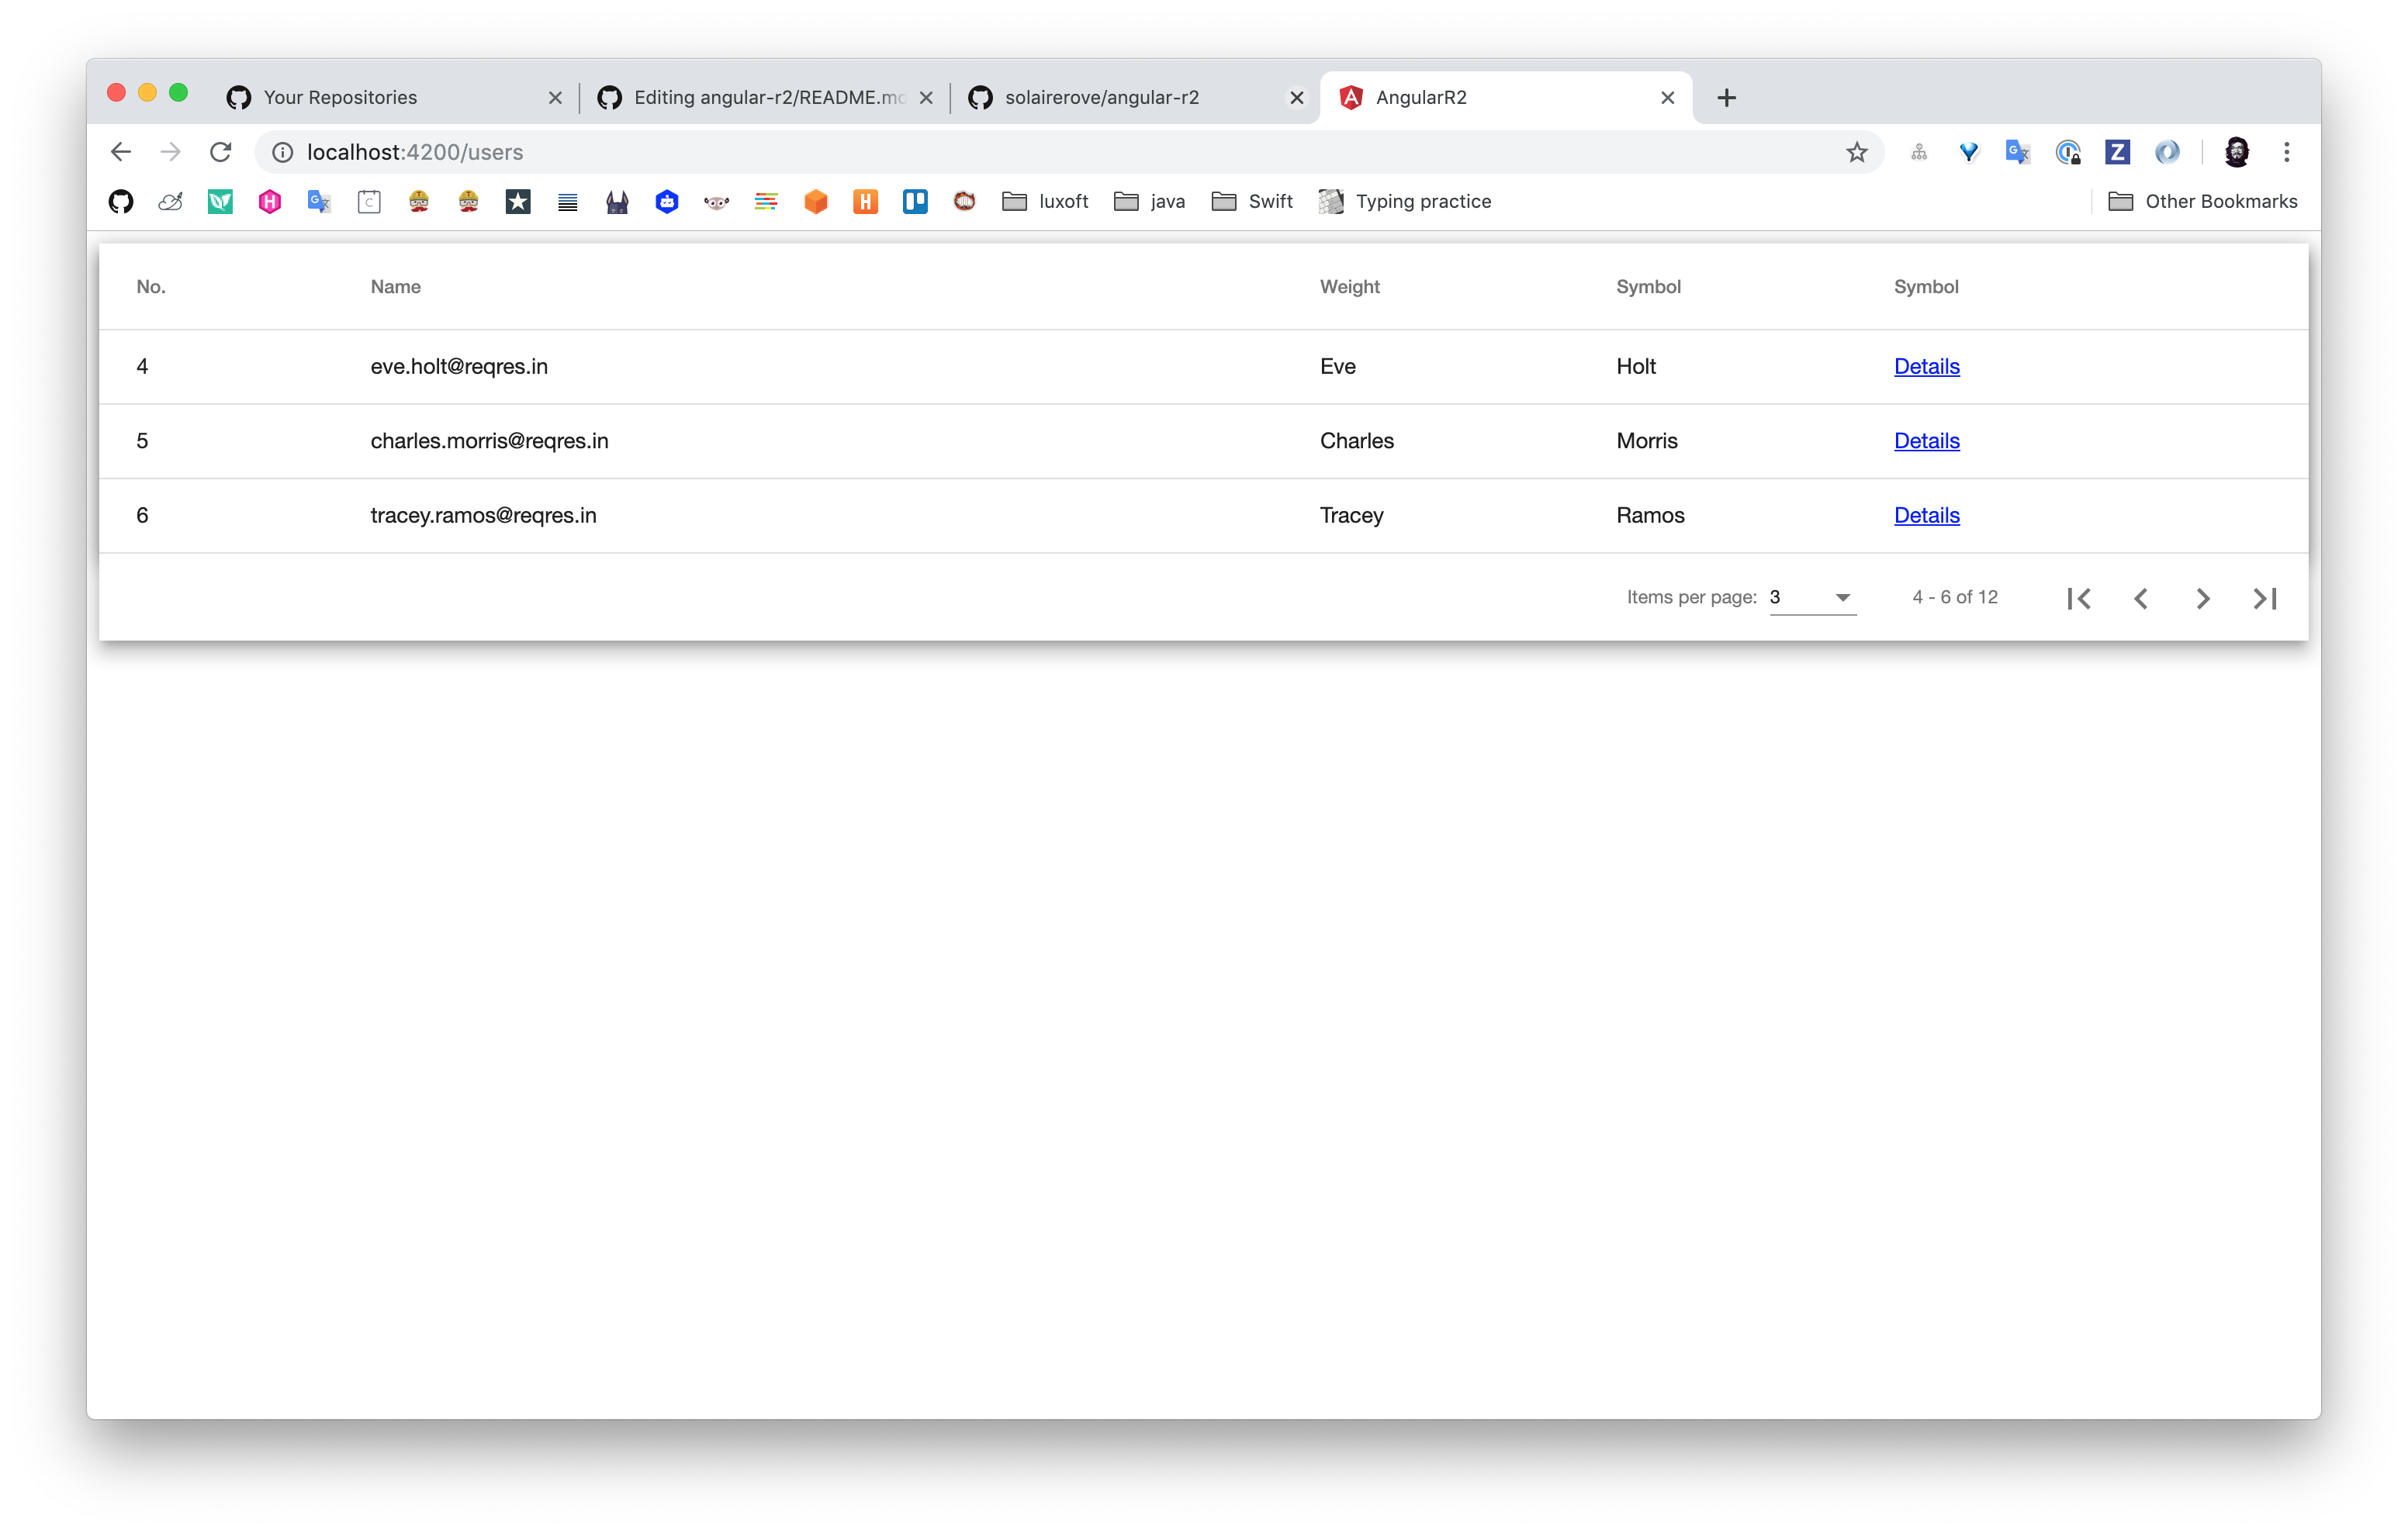 Your Repositories
Editing angular-r2/README.mc
solairerove/angular-r2
AngularR2
localhost:4200/users
luxoft
java
Swift
Typing practice
Other Bookmarks
No. Name Weight Symbol Symbol
4 eve.holt@reqres.in Eve Holt Details
5 charles.morris@reqres.in Charles Morris Details
6 tracey.ramos@reqres.in Tracey Ramos Details
Items per page: 3 4 - 6 of 12